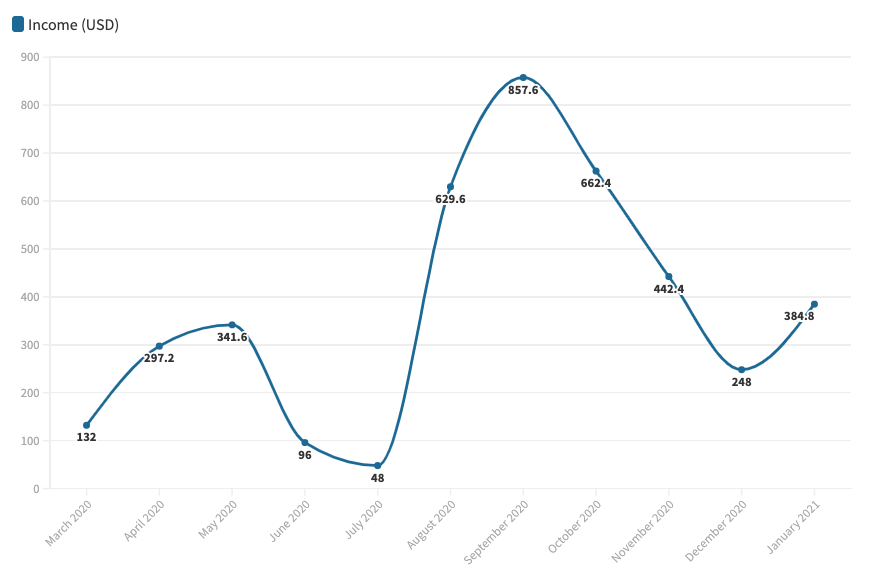 Income (USD)
900
800
700
600
500
400
300
200
100
0
132
297.2
341.6
96
48
629.6
857.6
662.4
442.4
248
384.8
March 2020
April 2020
May 2020
June 2020
July 2020
August 2020
September 2020
October 2020
November 2020
December 2020
January 2021